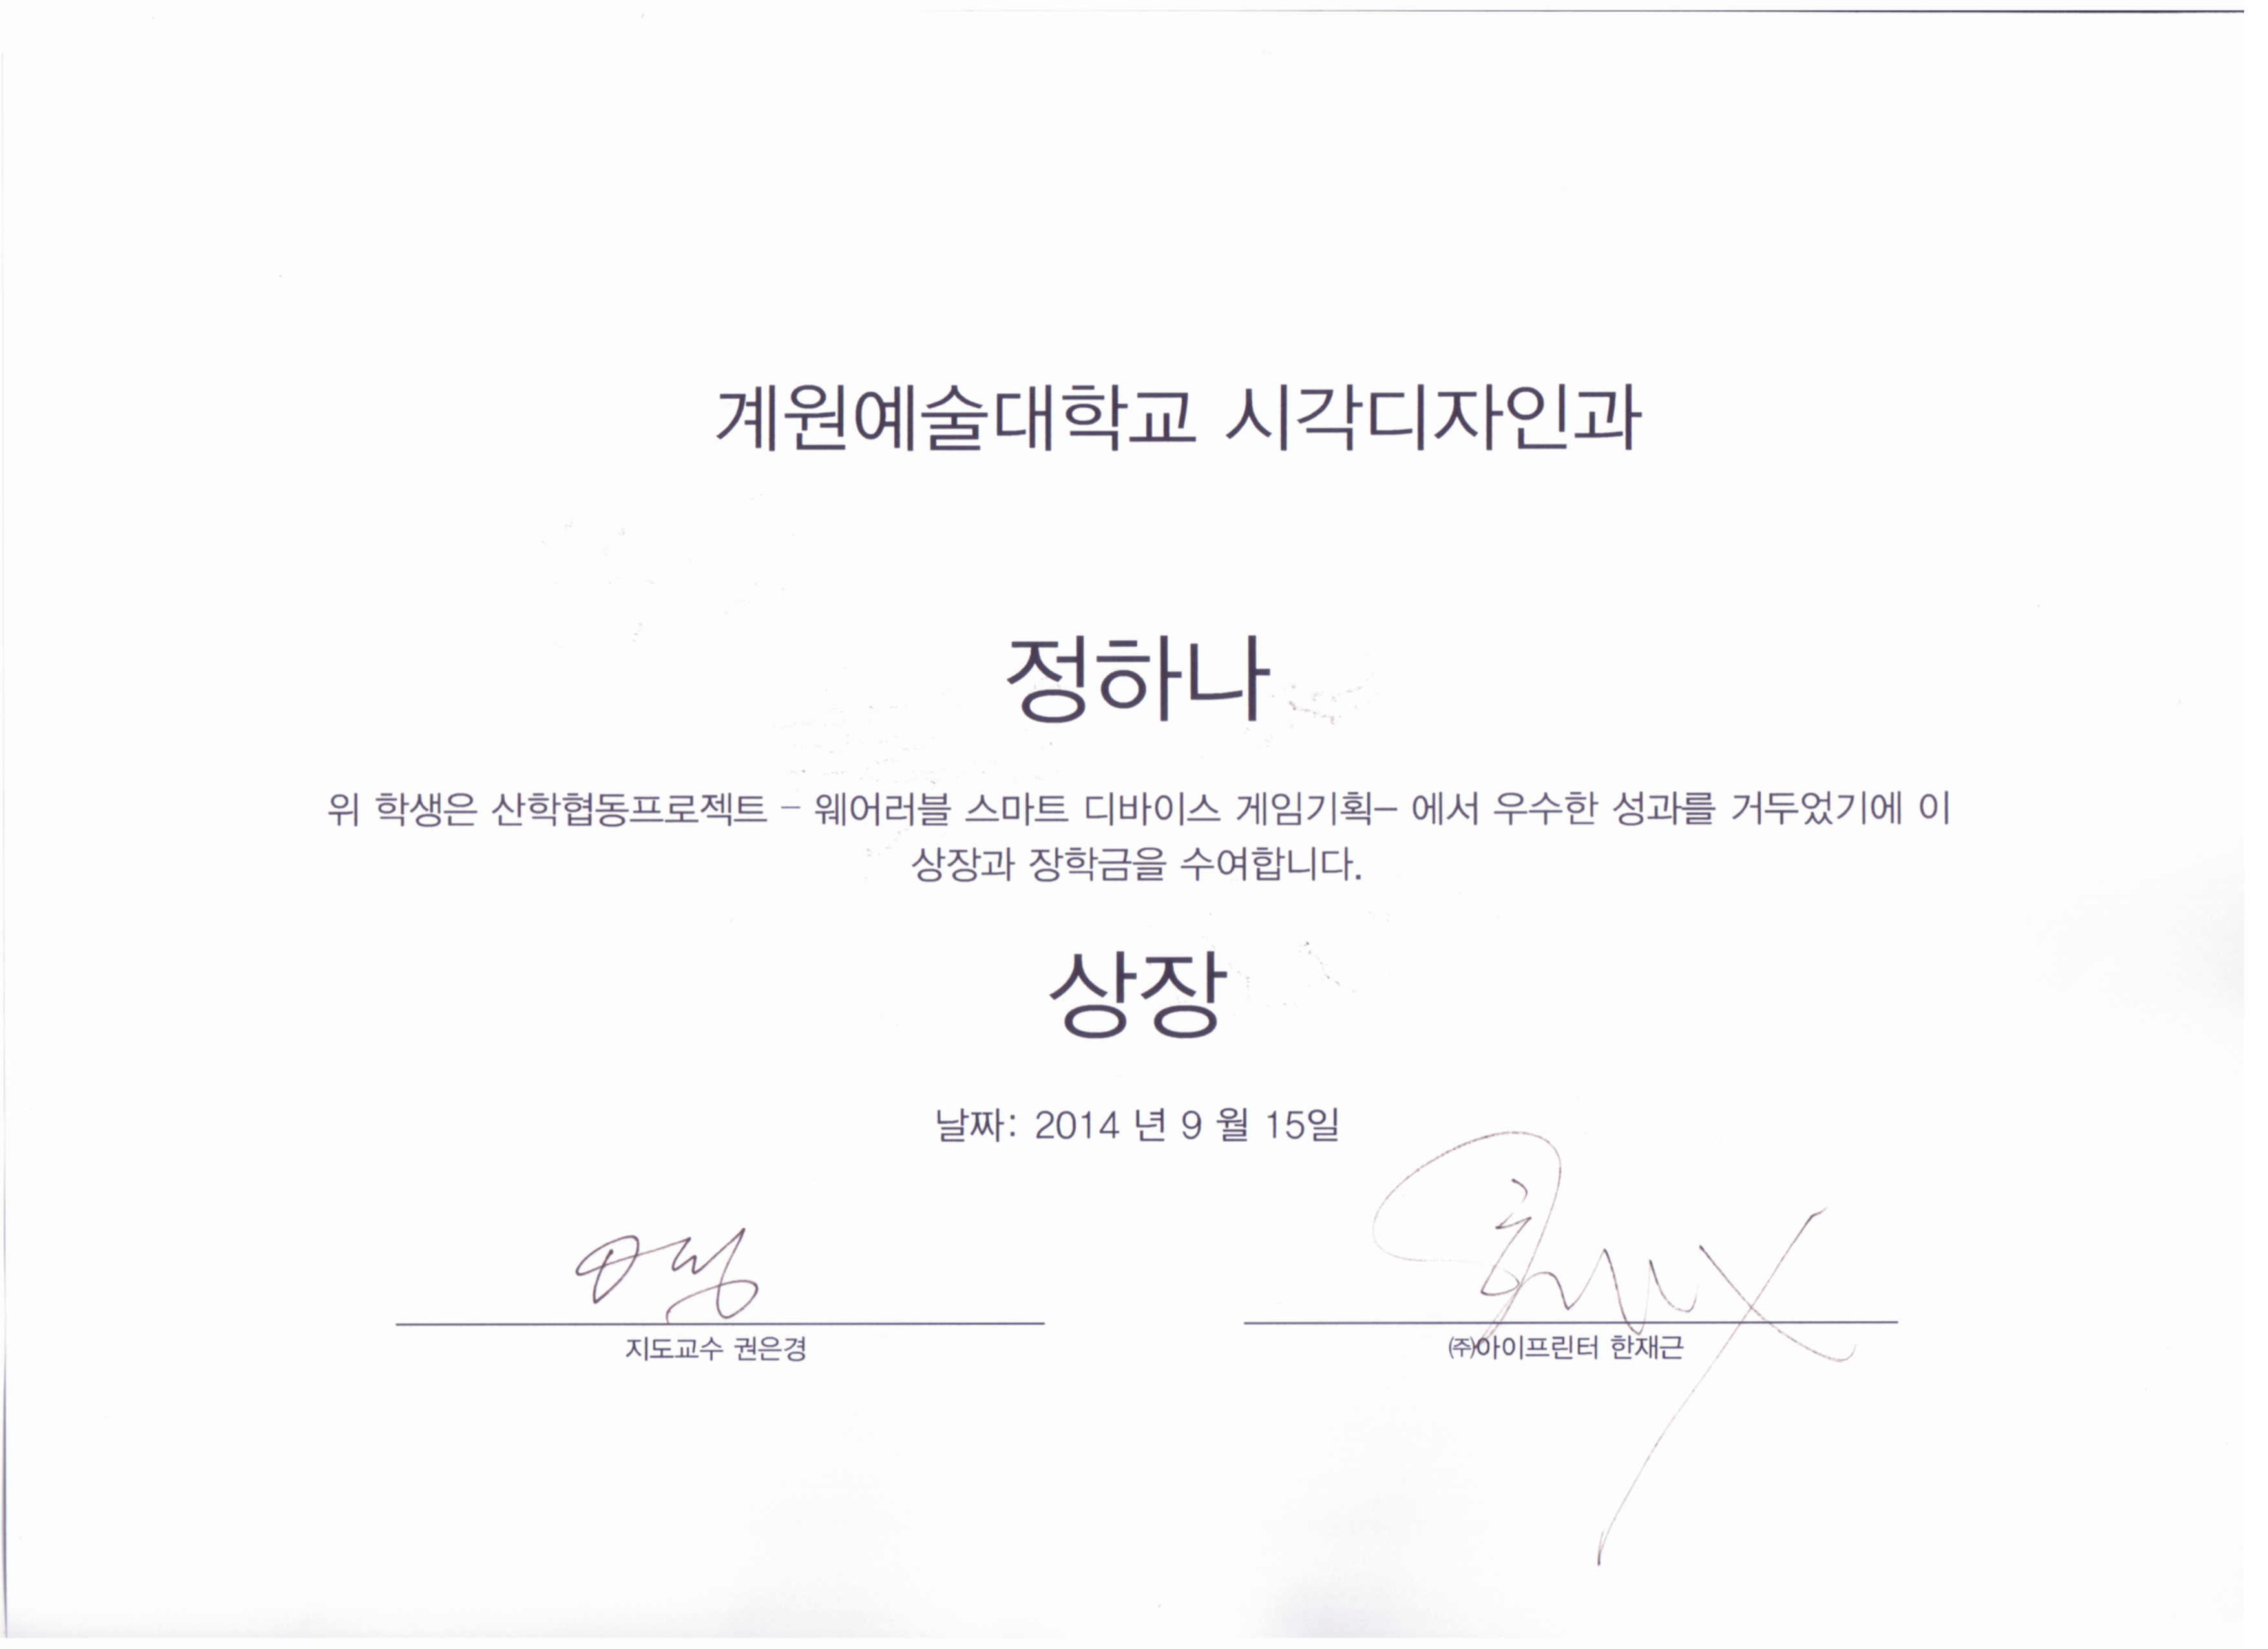 계원예술대학교 시각디자인과
정하나
위 학생은 산학협동프로젝트 - 웨어러블 스마트 디바이스 게임기획- 에서 우수한 성과를 거두었기에 이
상장과 장학금을 수여합니다.
상장
날짜: 2014 년 9 월 15일
지도교수 권은경
㈜아이프린터 한재근